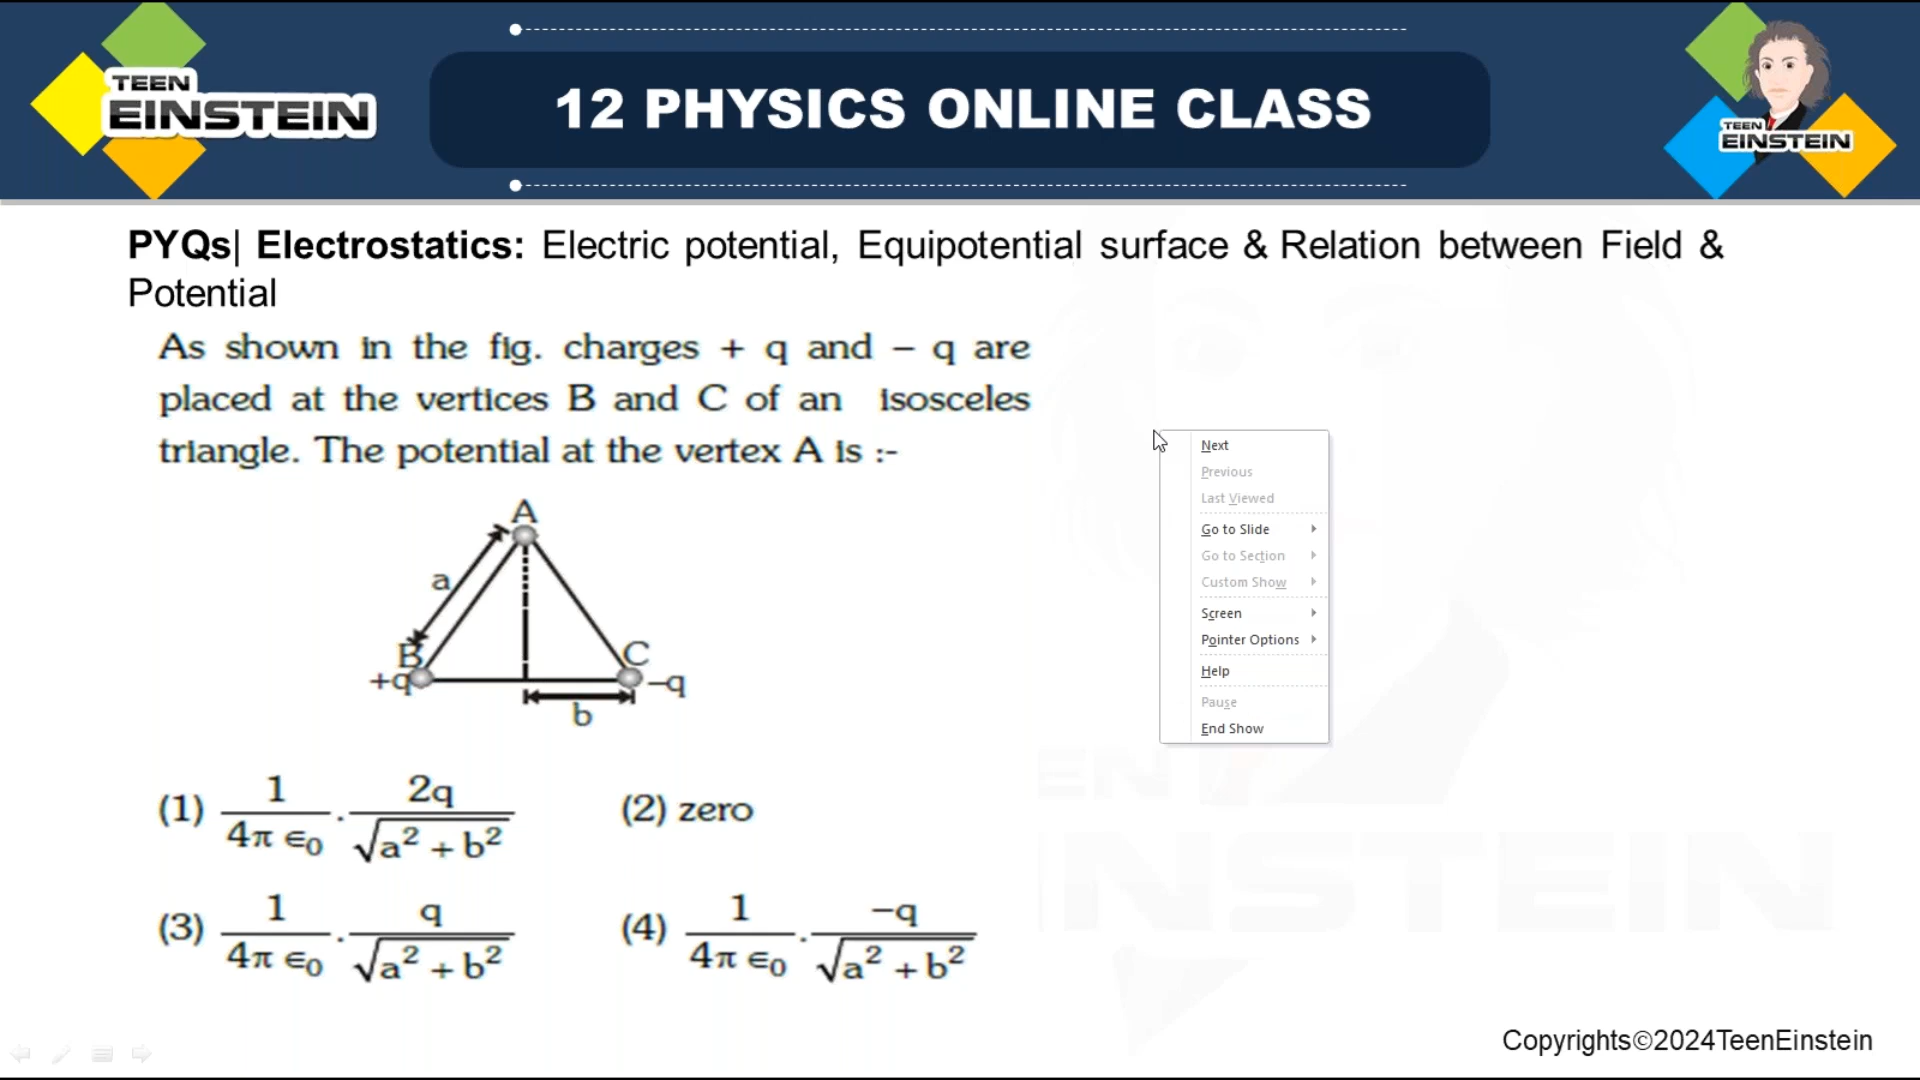 TEEN
EINSTEIN
12 PHYSICS ONLINE CLASS
TEEN
EINSTEIN
PYQs| Electrostatics: Electric potential, Equipotential surface & Relation between Field &
Potential
As shown in the fig. charges + q and – q are
placed at the vertices B and C of an isosceles
triangle. The potential at the vertex A is :-
A
a
B
C
+q
–q
b
(1) 1/(4π ∈₀) . 2q/√(a² + b²)
(2) zero
(3) 1/(4π ∈₀) . q/√(a² + b²)
(4) 1/(4π ∈₀) . –q/√(a² + b²)
Next
Previous
Last Viewed
Go to Slide
Go to Section
Custom Show
Screen
Pointer Options
Help
Pause
End Show
EN
INSTEIN
Copyrights©2024TeenEinstein